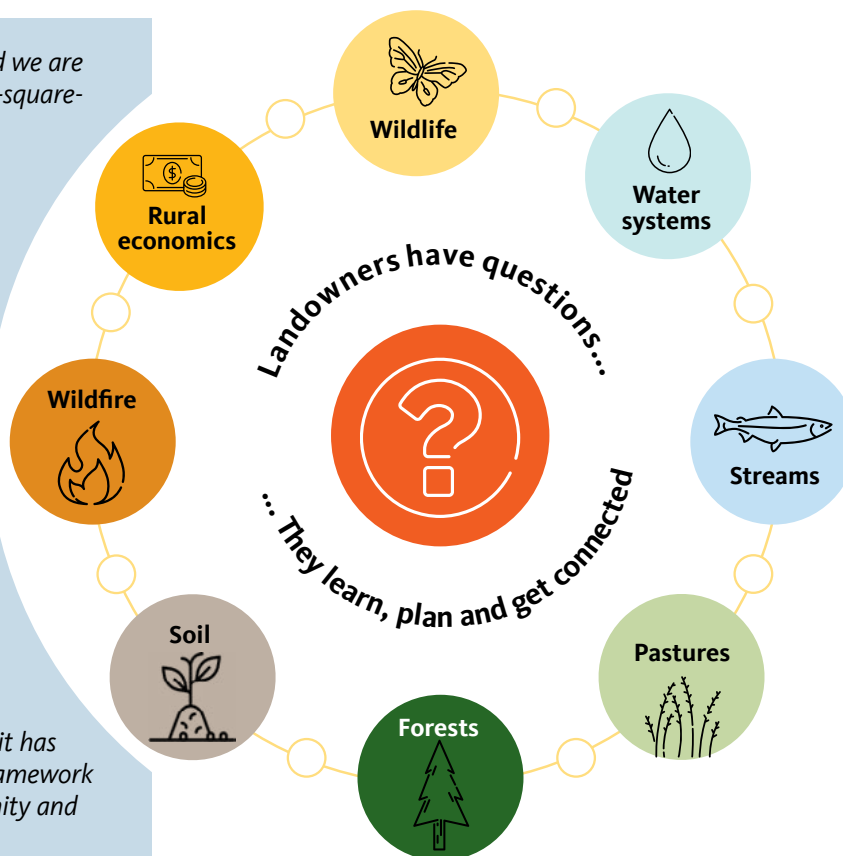 d we are
-square-
Wildlife
Water
systems
Rural
economics
$
Landowners have questions...
Wildfire
?
Streams
... They learn, plan and get connected
Soil
Pastures
Forests
it has
amework
nity and